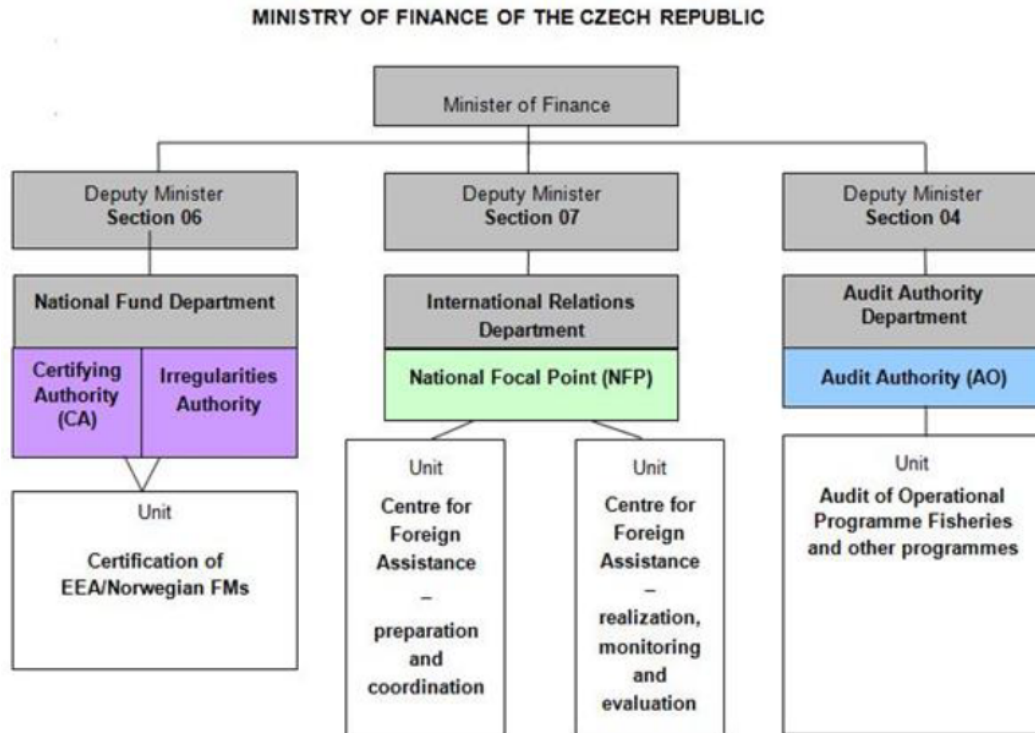 MINISTRY OF FINANCE OF THE CZECH REPUBLIC
Minister of Finance
Deputy Minister
Section 06
Deputy Minister
Section 07
Deputy Minister
Section 04
National Fund Department
International Relations
Department
Audit Authority
Department
Certifying
Authority
(CA)
Irregularities
Authority
National Focal Point (NFP)
Audit Authority (AO)
Unit
Certification of
EEA/Norwegian FMs
Unit
Centre for
Foreign
Assistance
–
preparation
and
coordination
Unit
Centre for
Foreign
Assistance
–
realization,
monitoring
and
evaluation
Unit
Audit of Operational
Programme Fisheries
and other programmes